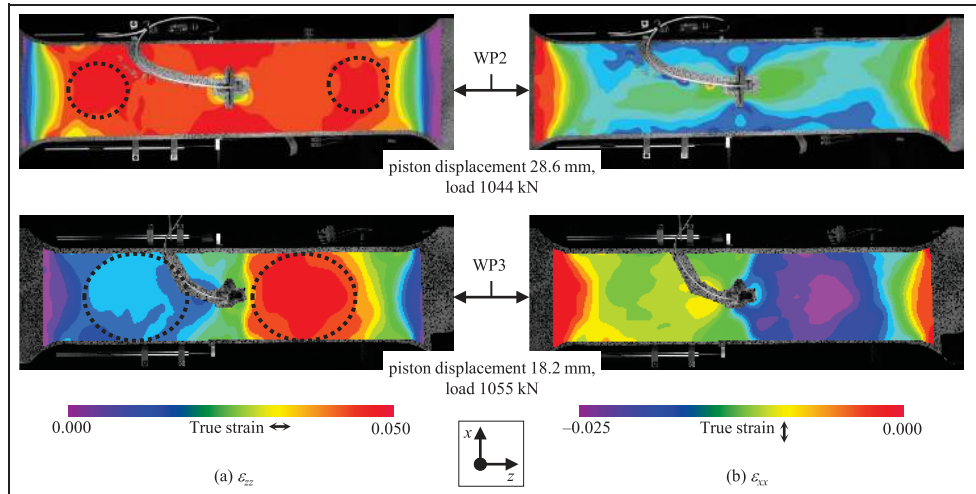 WP2
piston displacement 28.6 mm,
load 1044 kN
WP3
piston displacement 18.2 mm,
load 1055 kN
0.000 True strain ↔ 0.050
–0.025 True strain ↕ 0.000
x
z
(a) εzz
(b) εxx